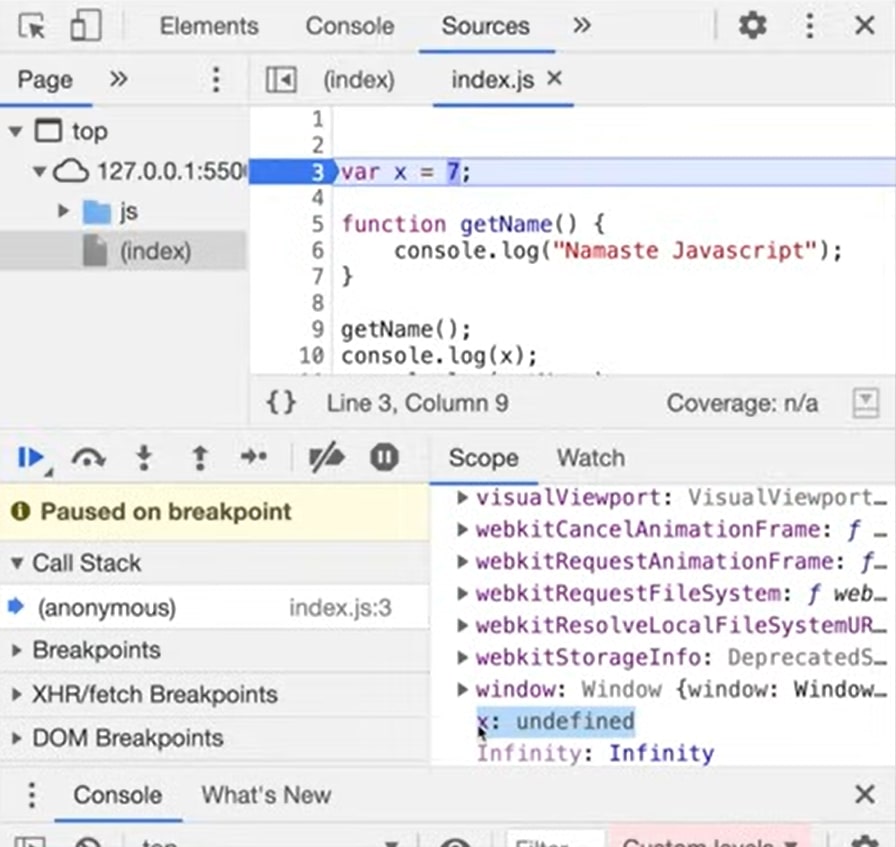 Elements Console Sources »
Page » (index) index.js ×
top
127.0.0.1:550
js
(index)
1
2
3 var x = 7;
4
5 function getName() {
6 console.log("Namaste Javascript");
7 }
8
9 getName();
10 console.log(x);
{} Line 3, Column 9 Coverage: n/a
Scope Watch
Paused on breakpoint
Call Stack
(anonymous) index.js:3
Breakpoints
XHR/fetch Breakpoints
DOM Breakpoints
visualViewport: VisualViewport…
webkitCancelAnimationFrame: ƒ …
webkitRequestAnimationFrame: ƒ…
webkitRequestFileSystem: ƒ web…
webkitResolveLocalFileSystemUR…
webkitStorageInfo: DeprecatedS…
window: Window {window: Window…
x: undefined
Infinity: Infinity
Console What's New
top Filter Custom levels